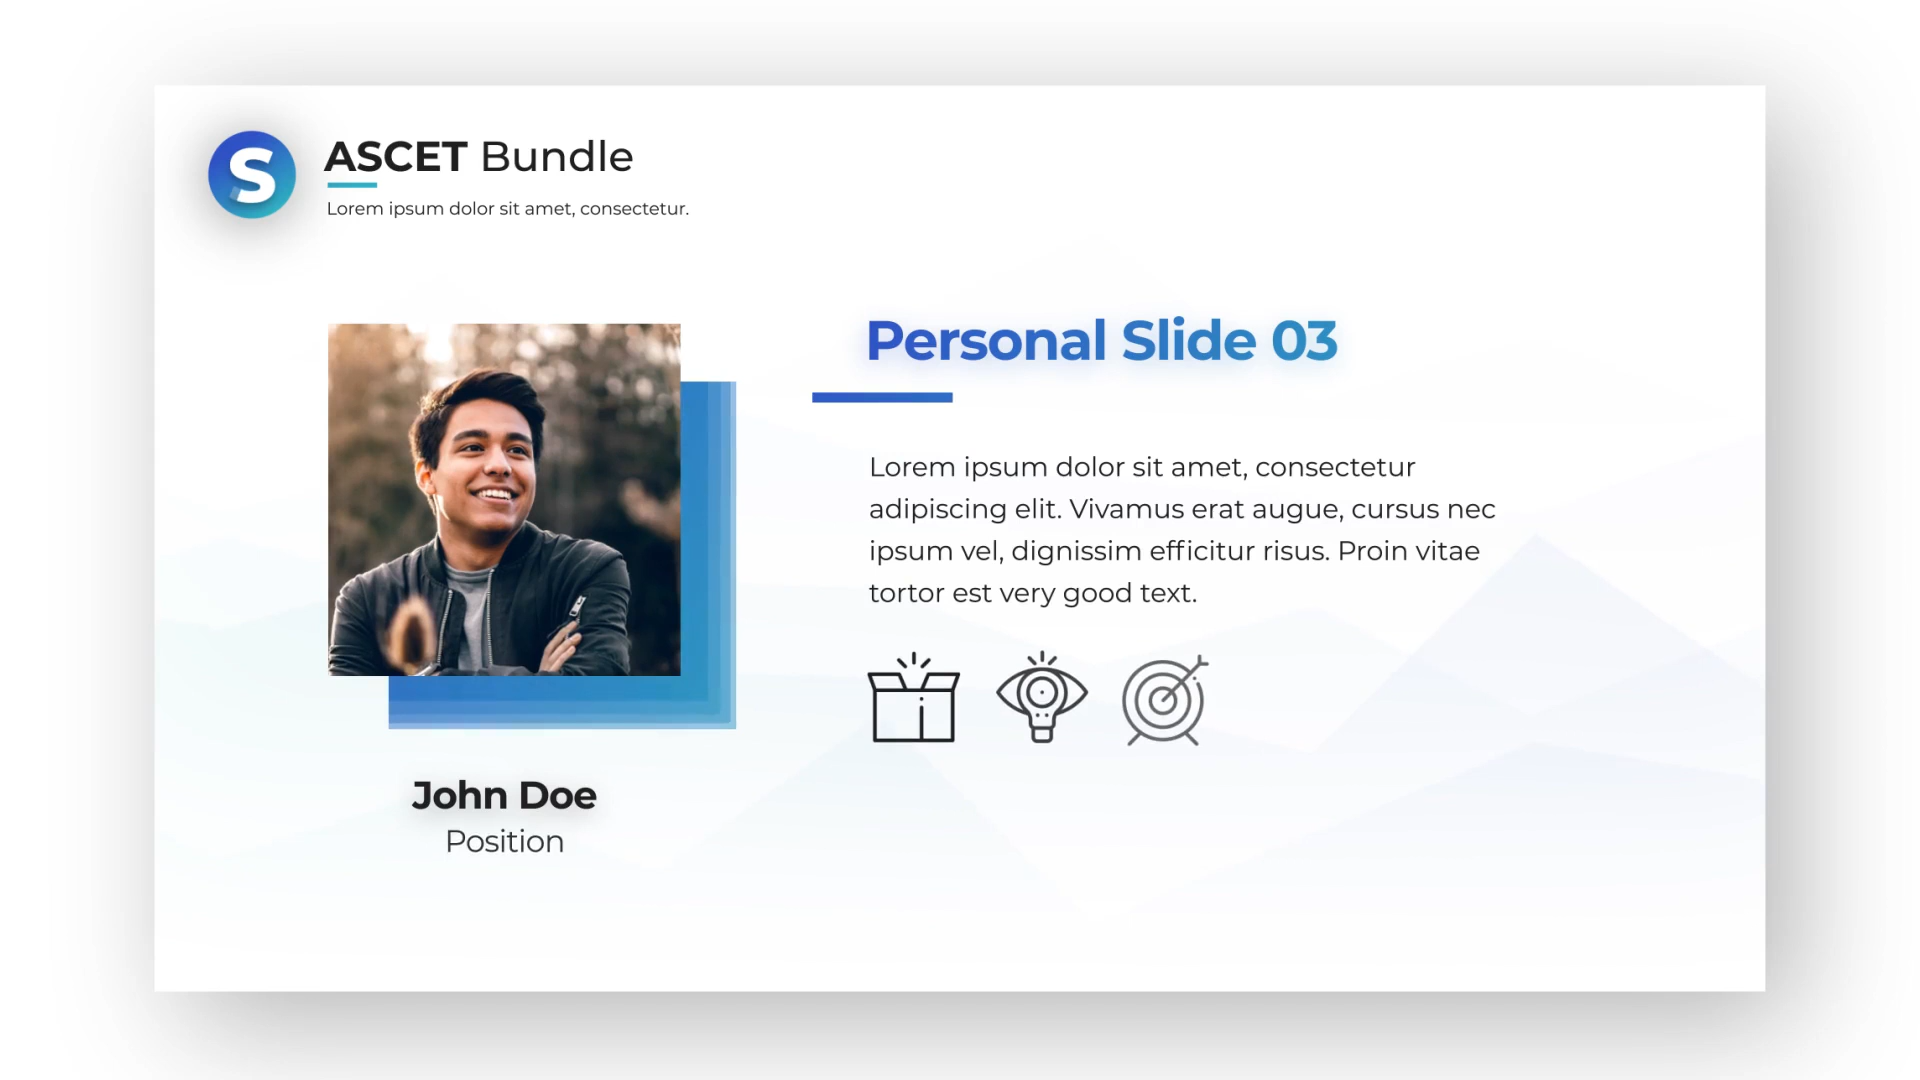 S
ASCET Bundle
Lorem ipsum dolor sit amet, consectetur.
Personal Slide 03
Lorem ipsum dolor sit amet, consectetur
adipiscing elit. Vivamus erat augue, cursus nec
ipsum vel, dignissim efficitur risus. Proin vitae
tortor est very good text.
John Doe
Position